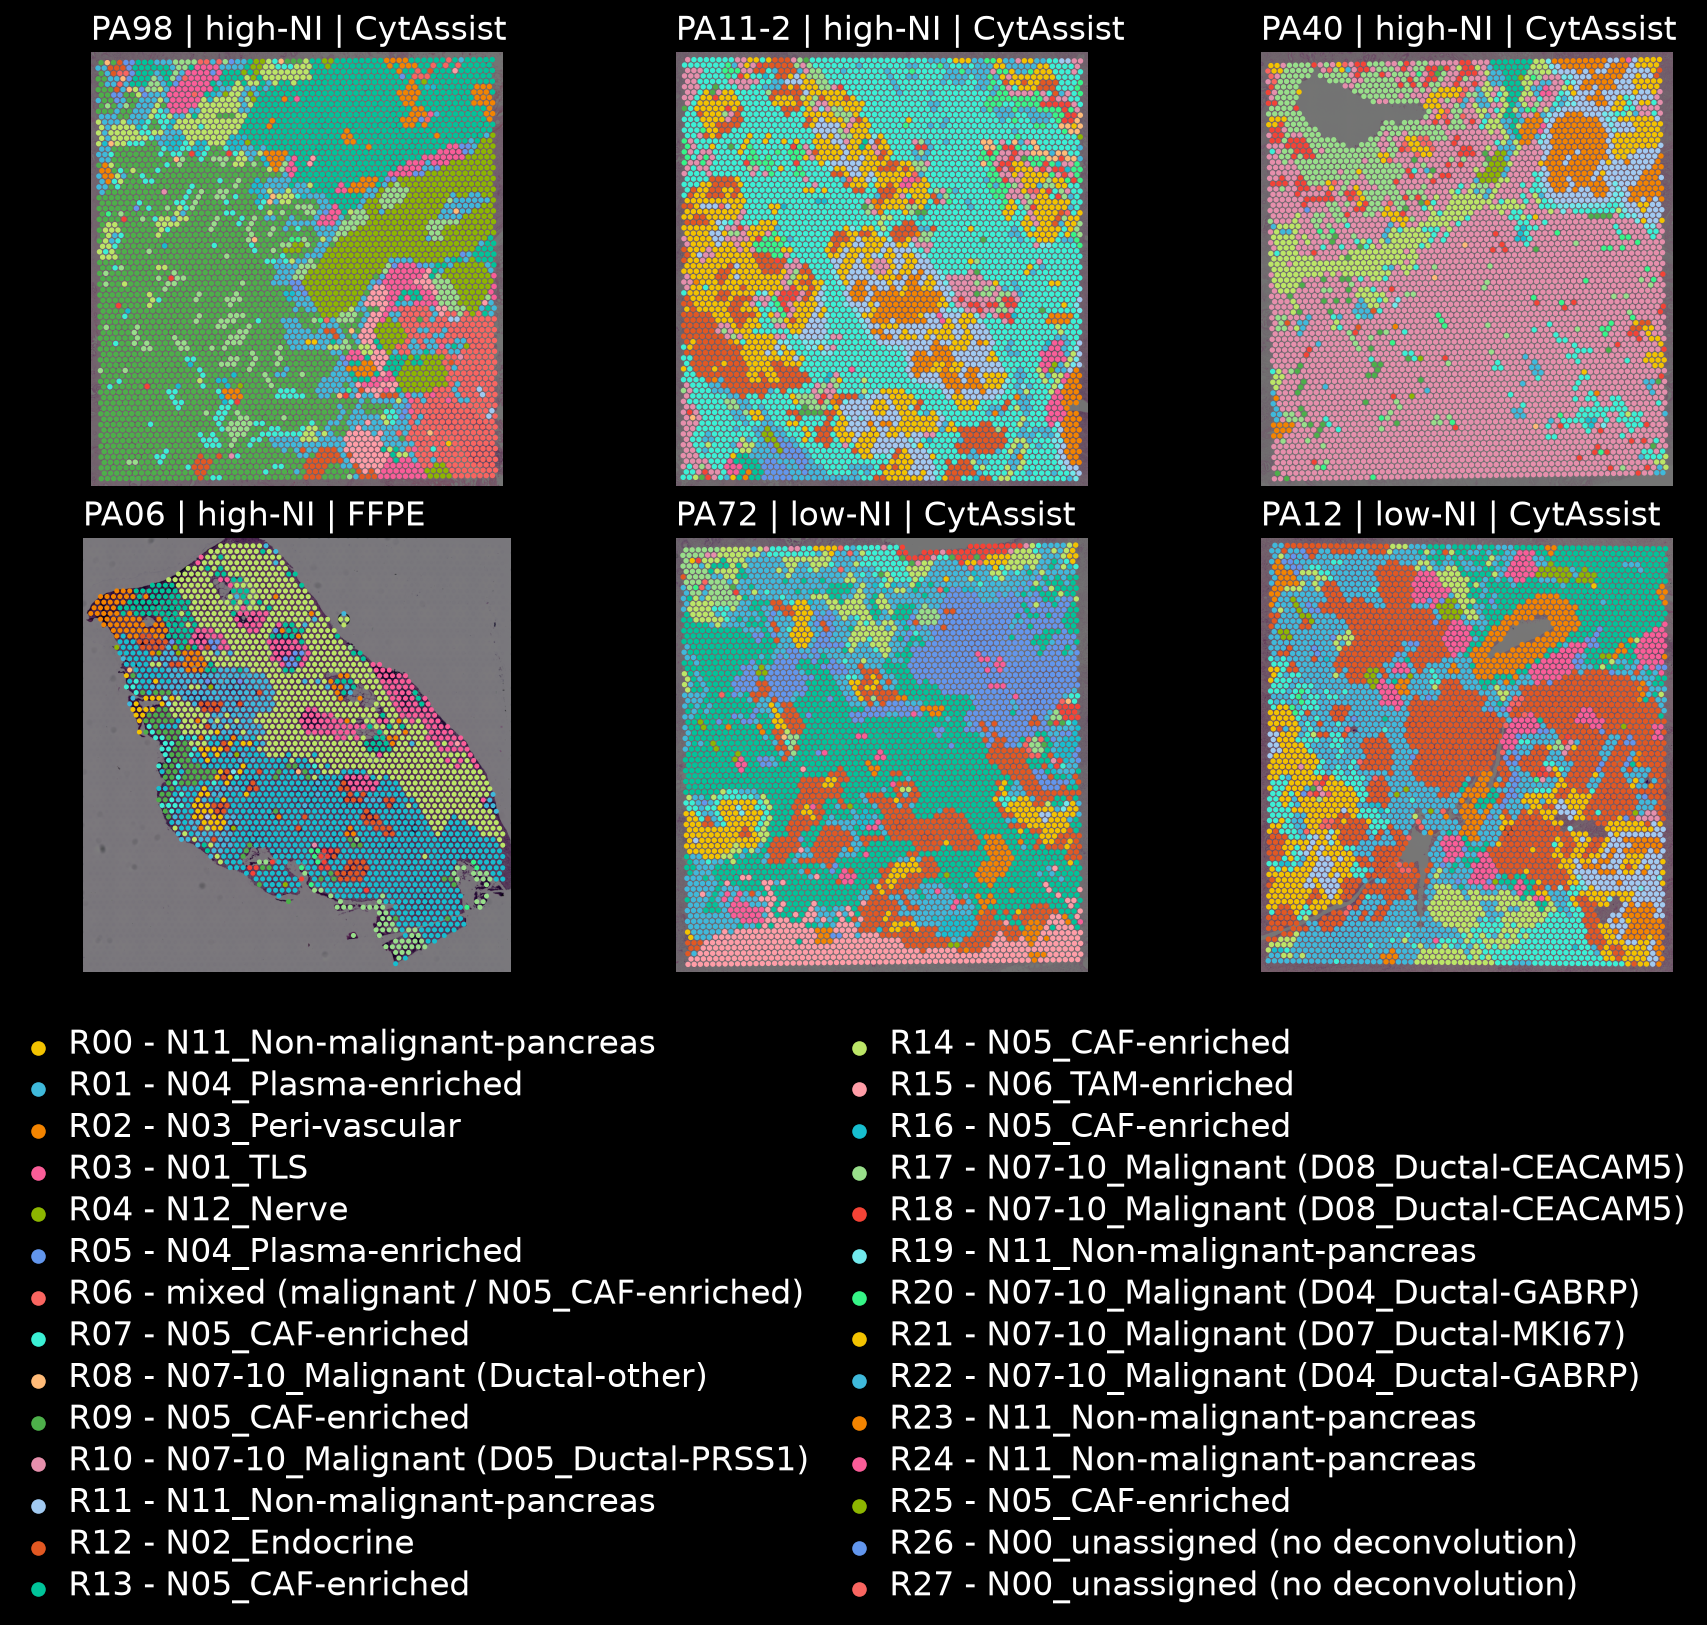 PA98 | high-NI | CytAssist
PA11-2 | high-NI | CytAssist
PA40 | high-NI | CytAssist
PA06 | high-NI | FFPE
PA72 | low-NI | CytAssist
PA12 | low-NI | CytAssist
R00 - N11_Non-malignant-pancreas
R01 - N04_Plasma-enriched
R02 - N03_Peri-vascular
R03 - N01_TLS
R04 - N12_Nerve
R05 - N04_Plasma-enriched
R06 - mixed (malignant / N05_CAF-enriched)
R07 - N05_CAF-enriched
R08 - N07-10_Malignant (Ductal-other)
R09 - N05_CAF-enriched
R10 - N07-10_Malignant (D05_Ductal-PRSS1)
R11 - N11_Non-malignant-pancreas
R12 - N02_Endocrine
R13 - N05_CAF-enriched
R14 - N05_CAF-enriched
R15 - N06_TAM-enriched
R16 - N05_CAF-enriched
R17 - N07-10_Malignant (D08_Ductal-CEACAM5)
R18 - N07-10_Malignant (D08_Ductal-CEACAM5)
R19 - N11_Non-malignant-pancreas
R20 - N07-10_Malignant (D04_Ductal-GABRP)
R21 - N07-10_Malignant (D07_Ductal-MKI67)
R22 - N07-10_Malignant (D04_Ductal-GABRP)
R23 - N11_Non-malignant-pancreas
R24 - N11_Non-malignant-pancreas
R25 - N05_CAF-enriched
R26 - N00_unassigned (no deconvolution)
R27 - N00_unassigned (no deconvolution)